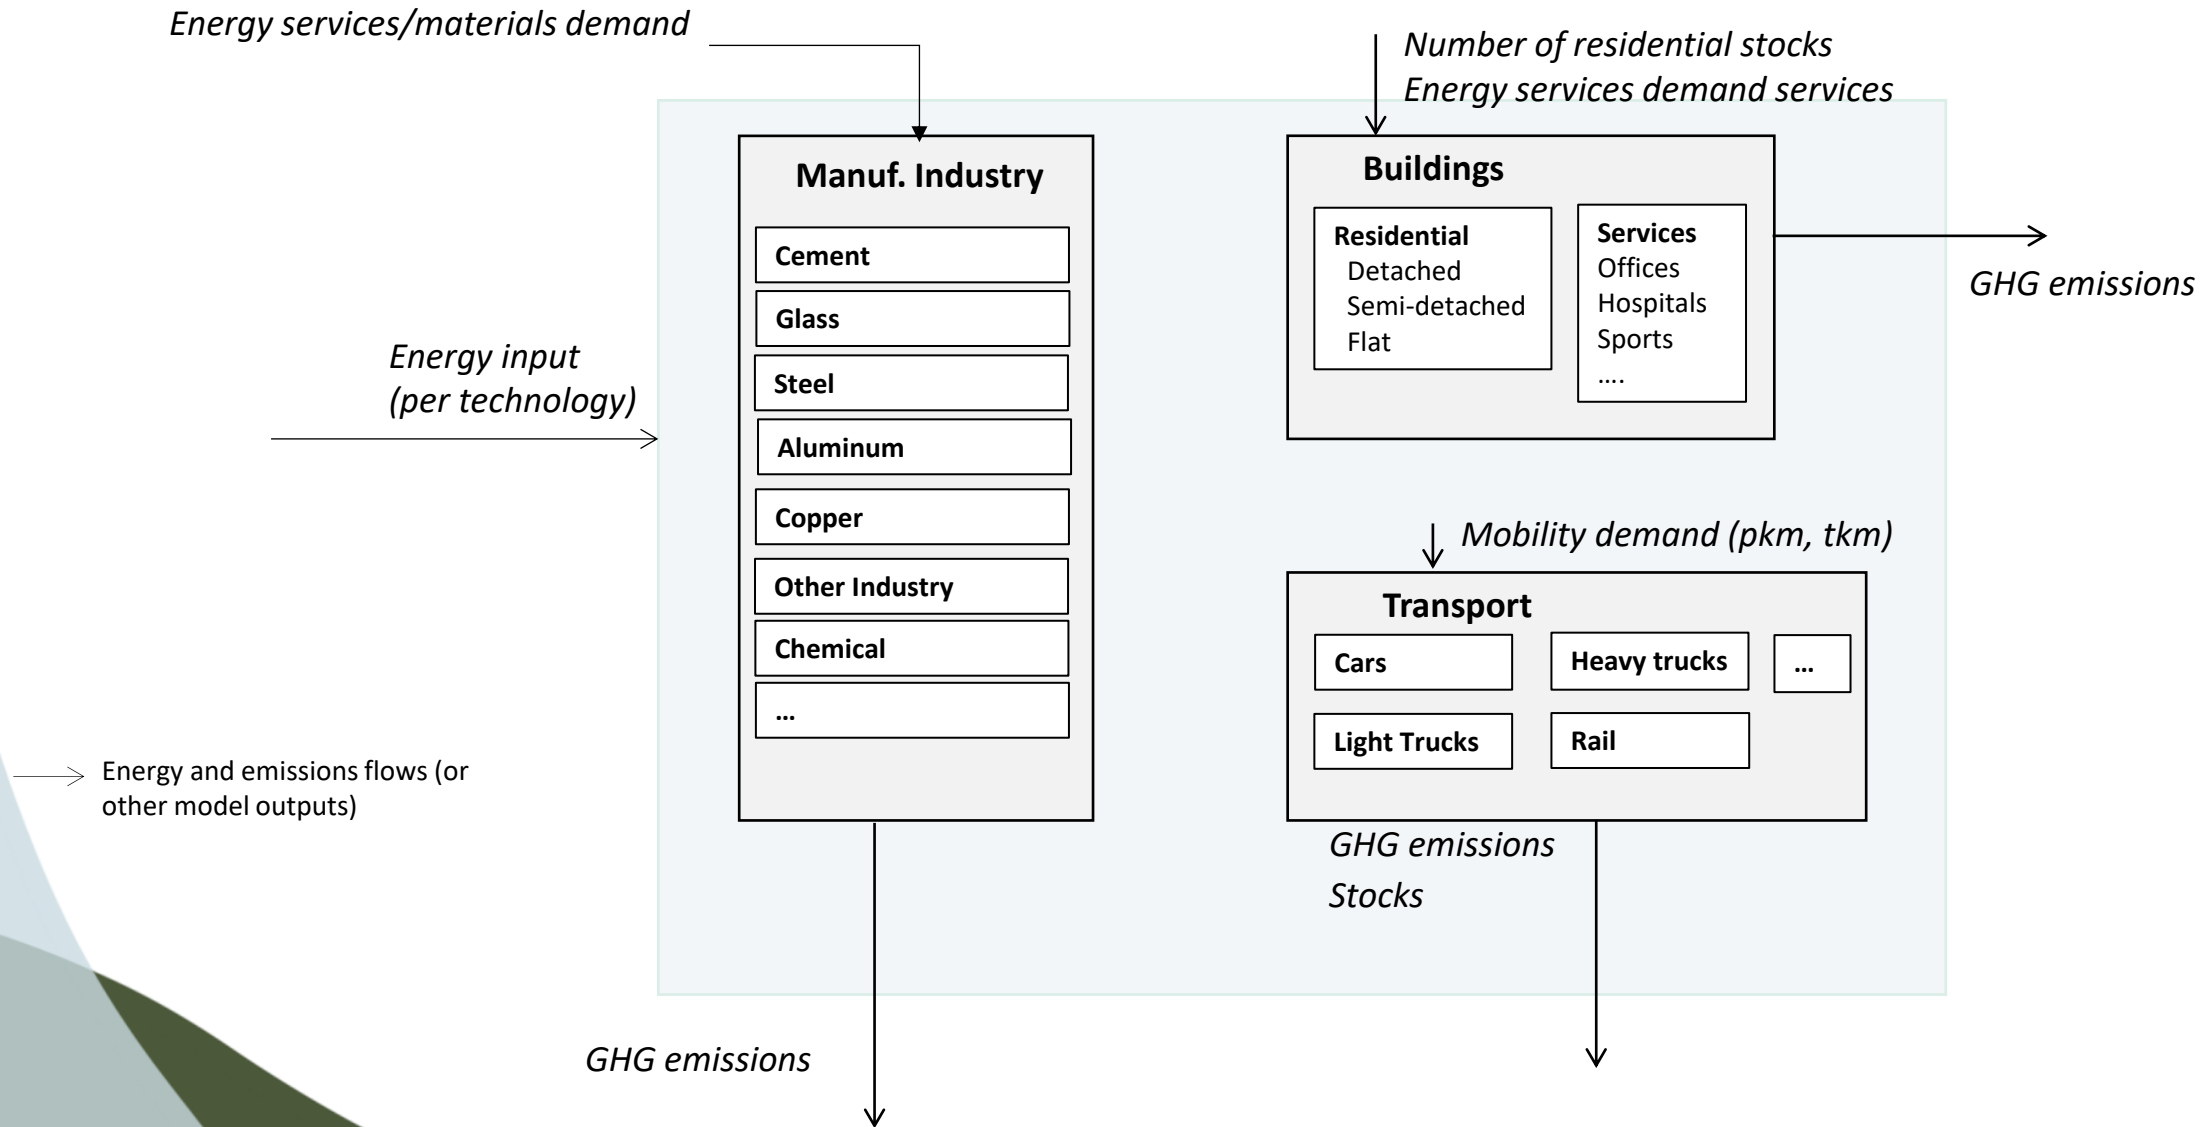 Energy services/materials demand
Number of residential stocks
Energy services demand services
Manuf. Industry
Cement
Glass
Steel
Aluminum
Copper
Other Industry
Chemical
...
Buildings
Residential
Detached
Semi-detached
Flat
Services
Offices
Hospitals
Sports
....
GHG emissions
Energy input
(per technology)
Mobility demand (pkm, tkm)
Transport
Cars
Heavy trucks
...
Light Trucks
Rail
GHG emissions
Stocks
Energy and emissions flows (or
other model outputs)
GHG emissions